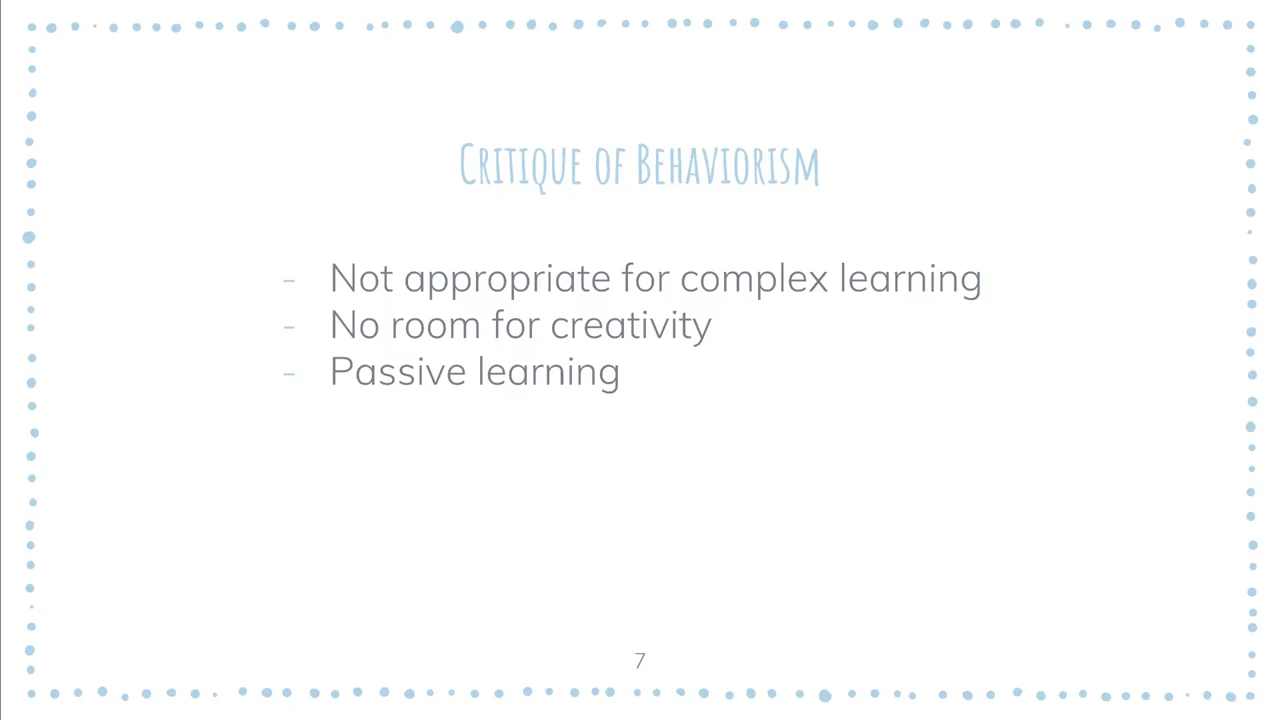 Critique of Behaviorism
- Not appropriate for complex learning
- No room for creativity
- Passive learning
7